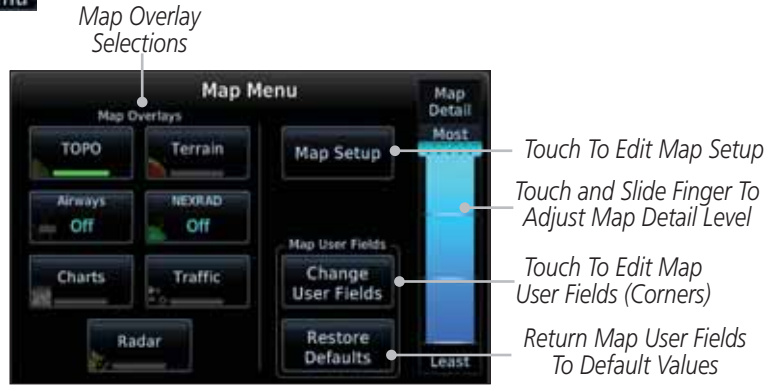 Map Overlay
Selections
Map Menu
Map Overlays
TOPO
Terrain
Airways
Off
NEXRAD
Off
Charts
Traffic
Radar
Map Setup
Map User Fields
Change
User Fields
Restore
Defaults
Map
Detail
Most
Least
Touch To Edit Map Setup
Touch and Slide Finger To
Adjust Map Detail Level
Touch To Edit Map
User Fields (Corners)
Return Map User Fields
To Default Values